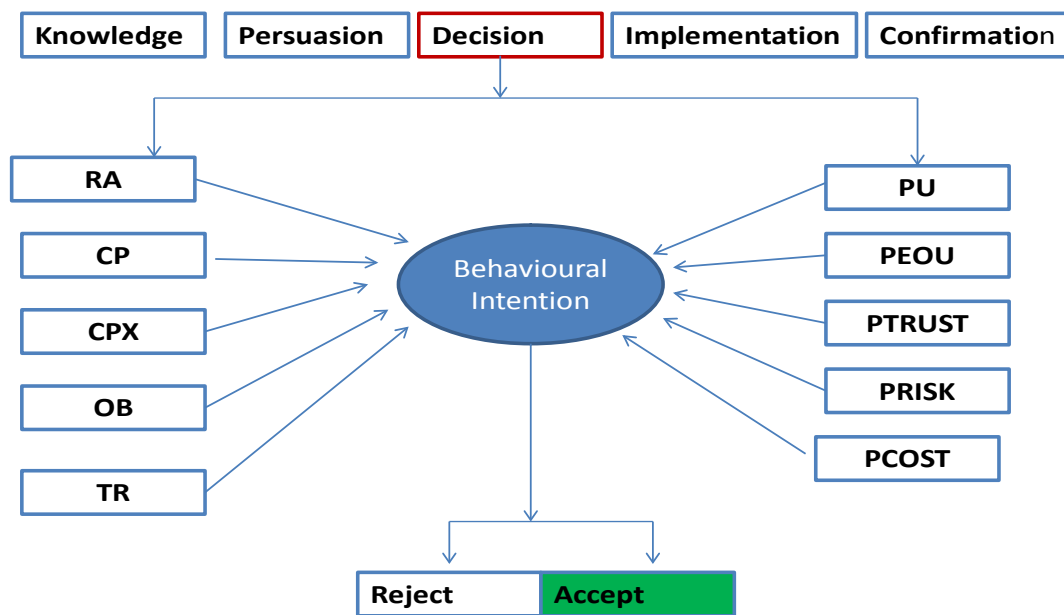 Knowledge
Persuasion
Decision
Implementation
Confirmation
RA
CP
CPX
OB
TR
Behavioural
Intention
PU
PEOU
PTRUST
PRISK
PCOST
Reject
Accept